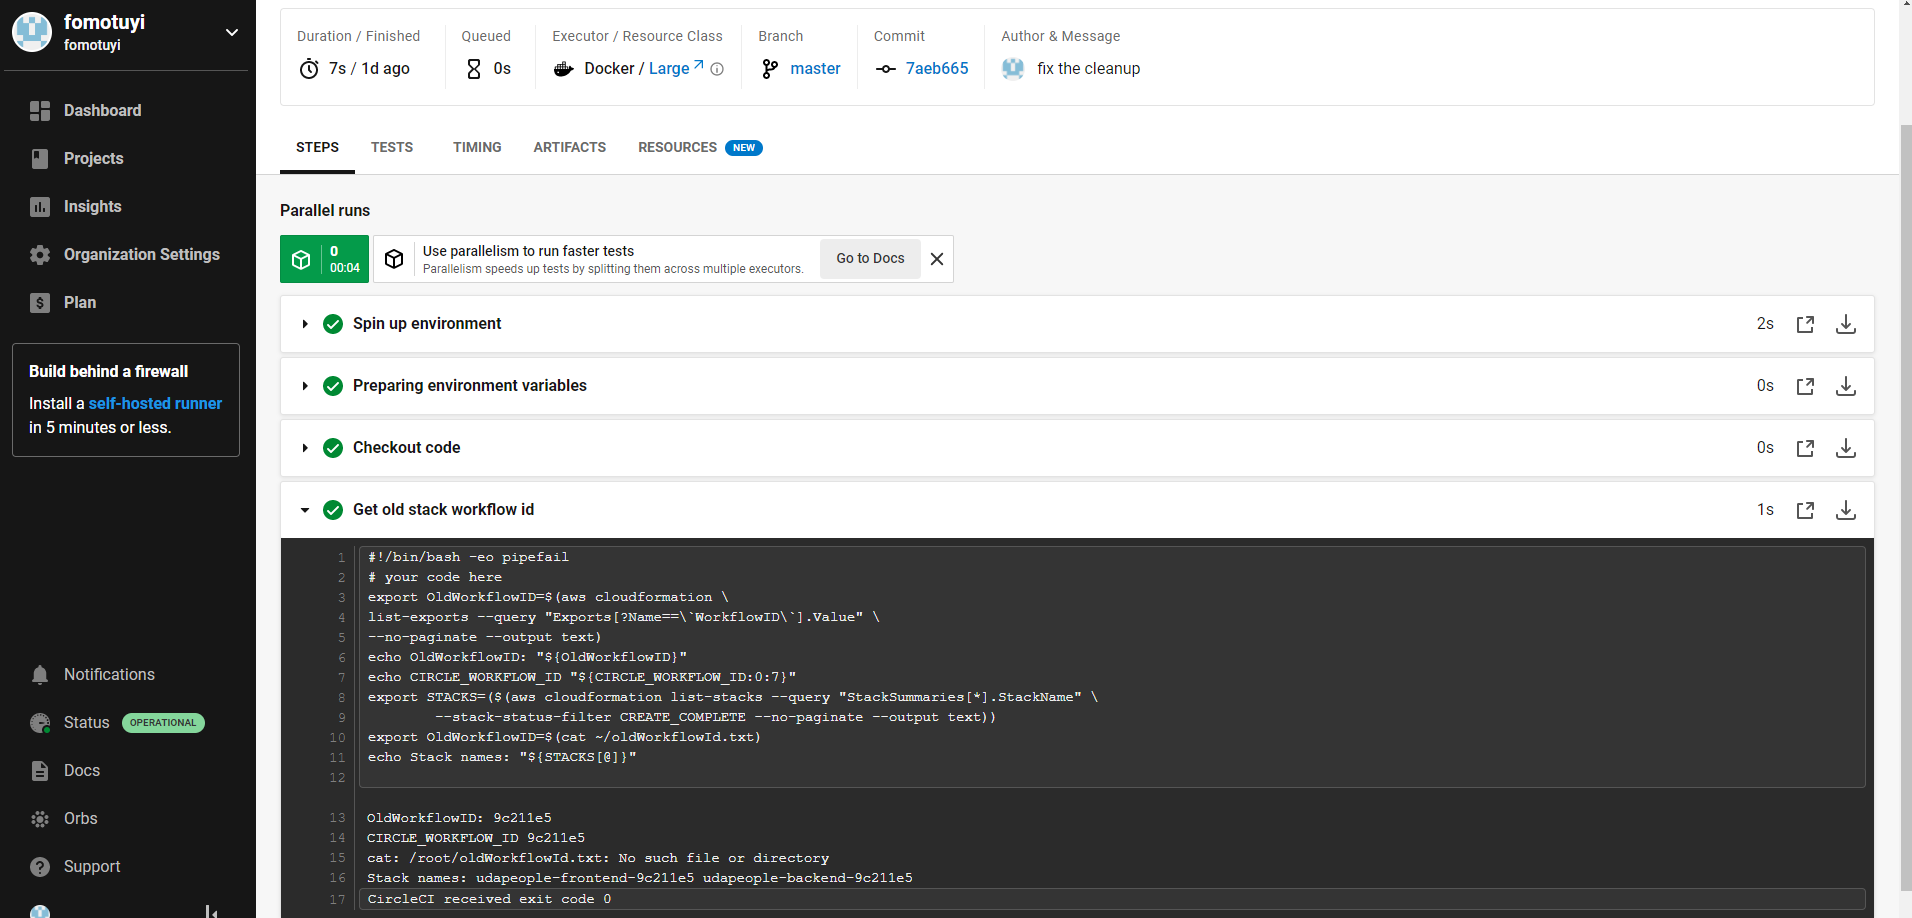 fomotuyi
fomotuyi
Dashboard
Projects
Insights
Organization Settings
Plan
Build behind a firewall
Install a self-hosted runner
in 5 minutes or less.
Notifications
Status OPERATIONAL
Docs
Orbs
Support
Duration / Finished
7s / 1d ago
Queued
0s
Executor / Resource Class
Docker / Large
Branch
master
Commit
7aeb665
Author & Message
fix the cleanup
STEPS TESTS TIMING ARTIFACTS RESOURCES NEW
Parallel runs
0
00:04
Use parallelism to run faster tests
Parallelism speeds up tests by splitting them across multiple executors.
Go to Docs
Spin up environment 2s
Preparing environment variables 0s
Checkout code 0s
Get old stack workflow id 1s
1 #!/bin/bash -eo pipefail
2 # your code here
3 export OldWorkflowID=$(aws cloudformation \
4 list-exports --query "Exports[?Name==\`WorkflowID\`].Value" \
5 --no-paginate --output text)
6 echo OldWorkflowID: "${OldWorkflowID}"
7 echo CIRCLE_WORKFLOW_ID "${CIRCLE_WORKFLOW_ID:0:7}"
8 export STACKS=($(aws cloudformation list-stacks --query "StackSummaries[*].StackName" \
9 --stack-status-filter CREATE_COMPLETE --no-paginate --output text))
10 export OldWorkflowID=$(cat ~/oldWorkflowId.txt)
11 echo Stack names: "${STACKS[@]}"
12
13 OldWorkflowID: 9c211e5
14 CIRCLE_WORKFLOW_ID 9c211e5
15 cat: /root/oldWorkflowId.txt: No such file or directory
16 Stack names: udapeople-frontend-9c211e5 udapeople-backend-9c211e5
17 CircleCI received exit code 0